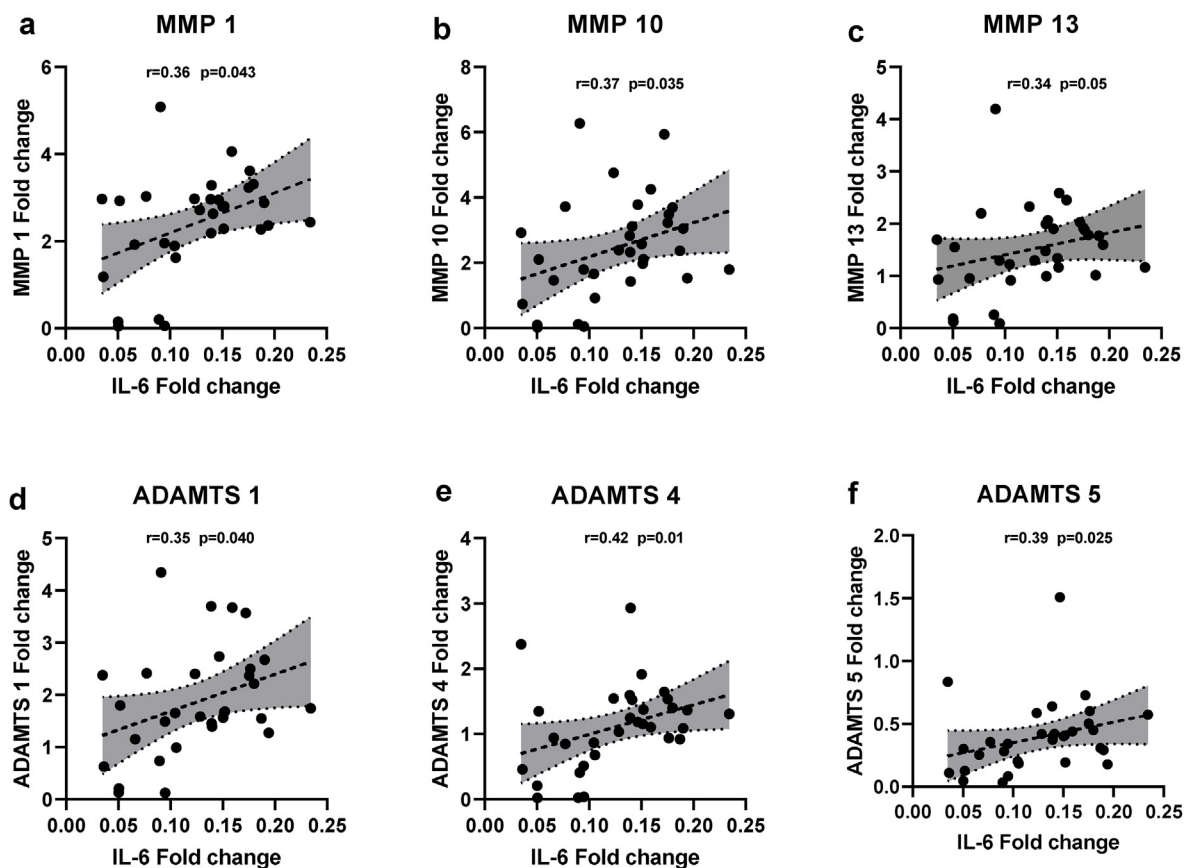 a
MMP 1
r=0.36 p=0.043
MMP 1 Fold change
6
4
2
0
0.00 0.05 0.10 0.15 0.20 0.25
IL-6 Fold change
b
MMP 10
r=0.37 p=0.035
MMP 10 Fold change
8
6
4
2
0
0.00 0.05 0.10 0.15 0.20 0.25
IL-6 Fold change
c
MMP 13
r=0.34 p=0.05
MMP 13 Fold change
5
4
3
2
1
0
0.00 0.05 0.10 0.15 0.20 0.25
IL-6 Fold change
d
ADAMTS 1
r=0.35 p=0.040
ADAMTS 1 Fold change
5
4
3
2
1
0
0.00 0.05 0.10 0.15 0.20 0.25
IL-6 Fold change
e
ADAMTS 4
r=0.42 p=0.01
ADAMTS 4 Fold change
4
3
2
1
0
0.00 0.05 0.10 0.15 0.20 0.25
IL-6 Fold change
f
ADAMTS 5
r=0.39 p=0.025
ADAMTS 5 Fold change
2.0
1.5
1.0
0.5
0.0
0.00 0.05 0.10 0.15 0.20 0.25
IL-6 Fold change